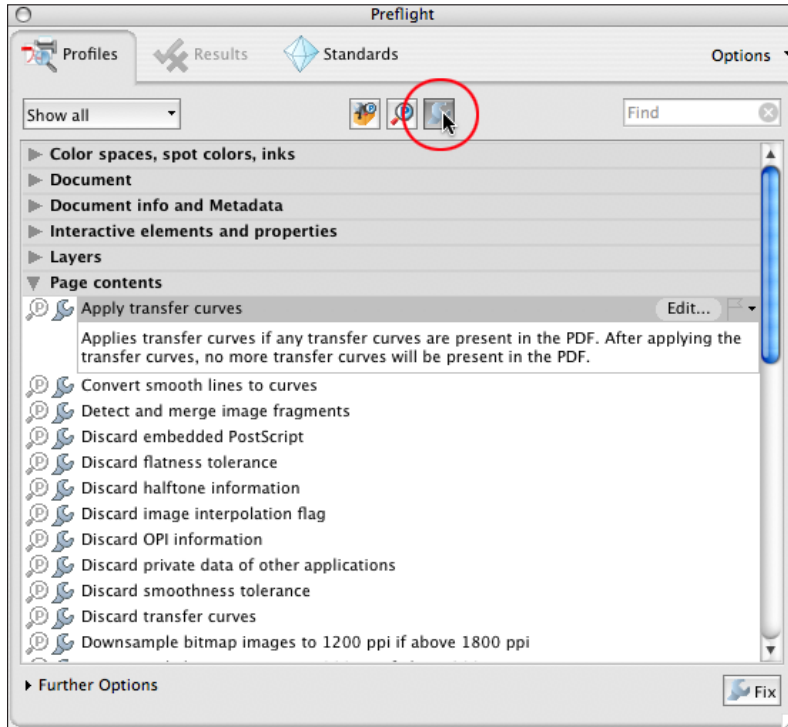 Preflight
Profiles Results Standards Options
Show all Find
Color spaces, spot colors, inks
Document
Document info and Metadata
Interactive elements and properties
Layers
Page contents
Apply transfer curves Edit...
Applies transfer curves if any transfer curves are present in the PDF. After applying the
transfer curves, no more transfer curves will be present in the PDF.
Convert smooth lines to curves
Detect and merge image fragments
Discard embedded PostScript
Discard flatness tolerance
Discard halftone information
Discard image interpolation flag
Discard OPI information
Discard private data of other applications
Discard smoothness tolerance
Discard transfer curves
Downsample bitmap images to 1200 ppi if above 1800 ppi
Further Options Fix